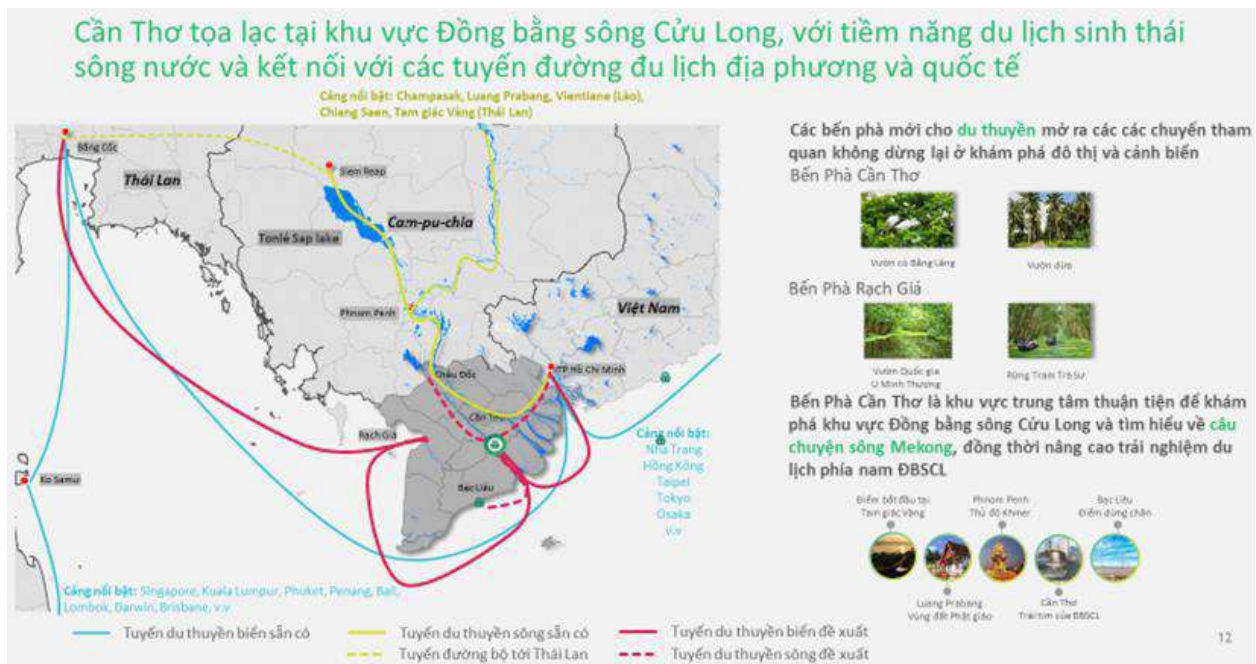 Cần Thơ tọa lạc tại khu vực Đồng bằng sông Cửu Long, với tiềm năng du lịch sinh thái
sông nước và kết nối với các tuyến đường đu lịch địa phương và quốc tế
Cảng nổi bật: Champasak, Luang Prabang, Vientiane (Lào),
Chiang Saen, Tam giác Vàng (Thái Lan)
Băng Cốc
Thái Lan
Siem Reap
Cam-pu-chia
Tonlé Sap lake
Phnom Penh
Việt Nam
Châu Đốc
TP Hồ Chí Minh
Cần Thơ
Rạch Giá
Bạc Liêu
Ko Samu
Cảng nổi bật:
Nha Trang
Hồng Kông
Taipei
Tokyo
Osaka
v.v
Cảng nổi bật: Singapore, Kuala Lumpur, Phuket, Penang, Bali,
Lombok, Darwin, Brisbane, v.v
Các bến phà mới cho du thuyền mở ra các các chuyến tham
quan không dừng lại ở khám phá đô thị và cảnh biển
Bến Phà Cần Thơ
Vườn cò Bằng Lăng
Vườn dừa
Bến Phà Rạch Giá
Vườn Quốc gia
U Minh Thượng
Rừng Tràm Trà Sư
Bến Phà Cần Thơ là khu vực trung tâm thuận tiện để khám
phá khu vực Đồng bằng sông Cửu Long và tìm hiểu về câu
chuyện sông Mekong, đồng thời nâng cao trải nghiệm du
lịch phía nam ĐBSCL
Điểm bắt đầu tại
Tam giác Vàng
Phnom Penh
Thủ đô Khmer
Bạc Liêu
Điểm dừng chân
Luang Prabang
Vùng đất Phật giáo
Cần Thơ
Trái tim của ĐBSCL
Tuyến du thuyền biển sẵn có
Tuyến du thuyền sông sẵn có
Tuyến du thuyền biển đề xuất
Tuyến đường bộ tới Thái Lan
Tuyến du thuyền sông đề xuất
12